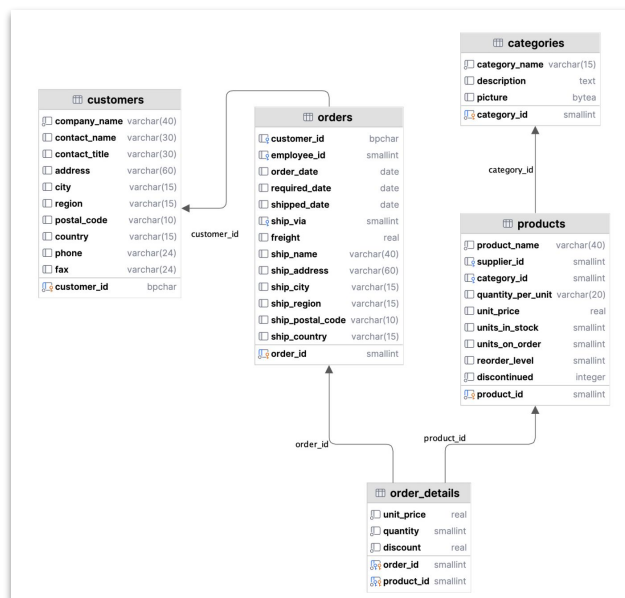 categories
category_name varchar(15)
description text
picture bytea
category_id smallint
customers
company_name varchar(40)
contact_name varchar(30)
contact_title varchar(30)
address varchar(60)
city varchar(15)
region varchar(15)
postal_code varchar(10)
country varchar(15)
phone varchar(24)
fax varchar(24)
customer_id bpchar
customer_id
orders
customer_id bpchar
employee_id smallint
order_date date
required_date date
shipped_date date
ship_via smallint
freight real
ship_name varchar(40)
ship_address varchar(60)
ship_city varchar(15)
ship_region varchar(15)
ship_postal_code varchar(10)
ship_country varchar(15)
order_id smallint
category_id
products
product_name varchar(40)
supplier_id smallint
category_id smallint
quantity_per_unit varchar(20)
unit_price real
units_in_stock smallint
units_on_order smallint
reorder_level smallint
discontinued integer
product_id smallint
order_id
product_id
order_details
unit_price real
quantity smallint
discount real
order_id smallint
product_id smallint